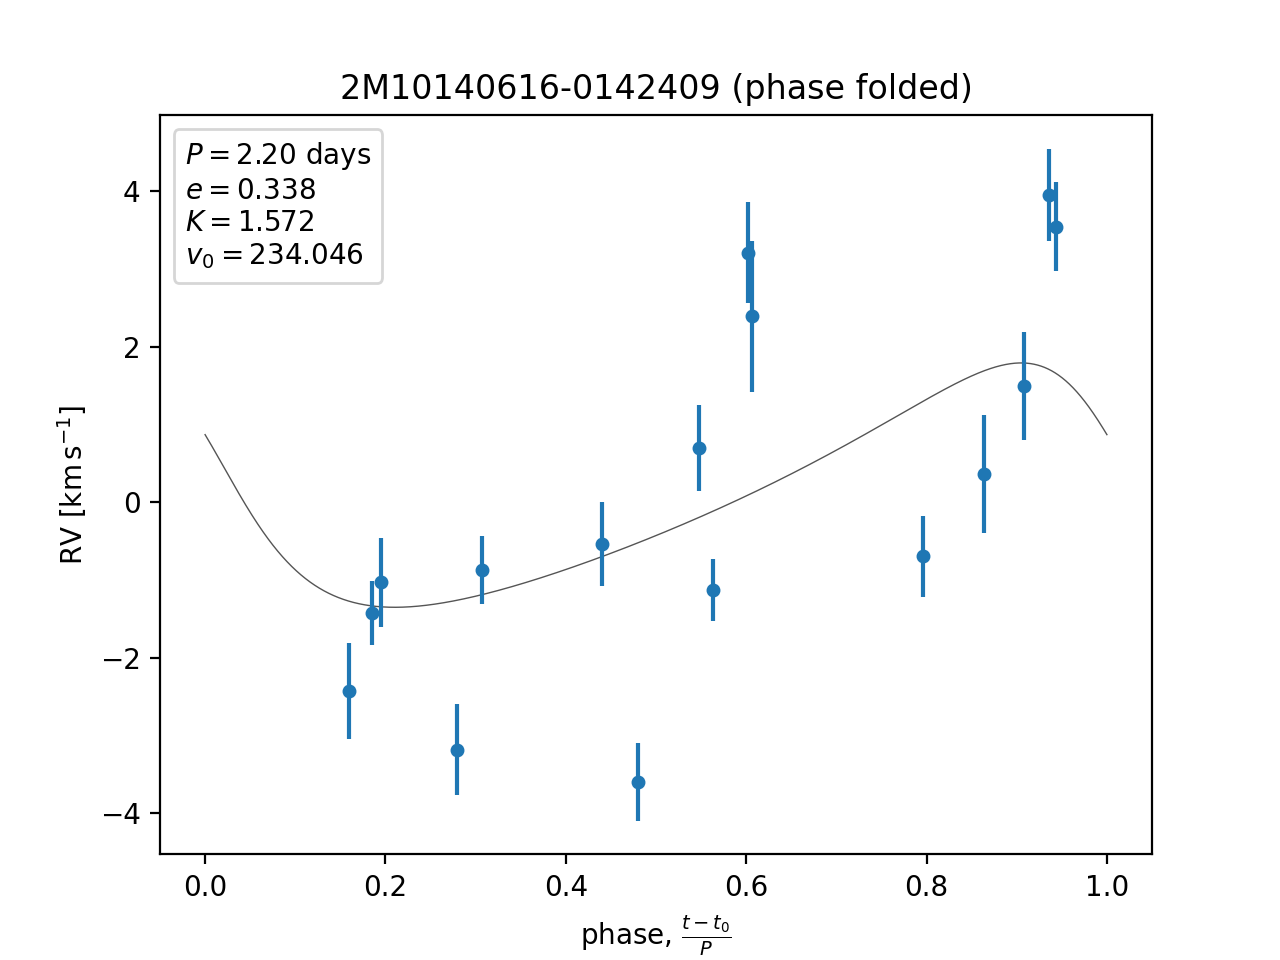 2M10140616-0142409 (phase folded)
P = 2.20 days
e = 0.338
K = 1.572
v₀ = 234.046
4
2
0
−2
−4
RV [km s⁻¹]
0.0 0.2 0.4 0.6 0.8 1.0
phase, (t − t₀)/P